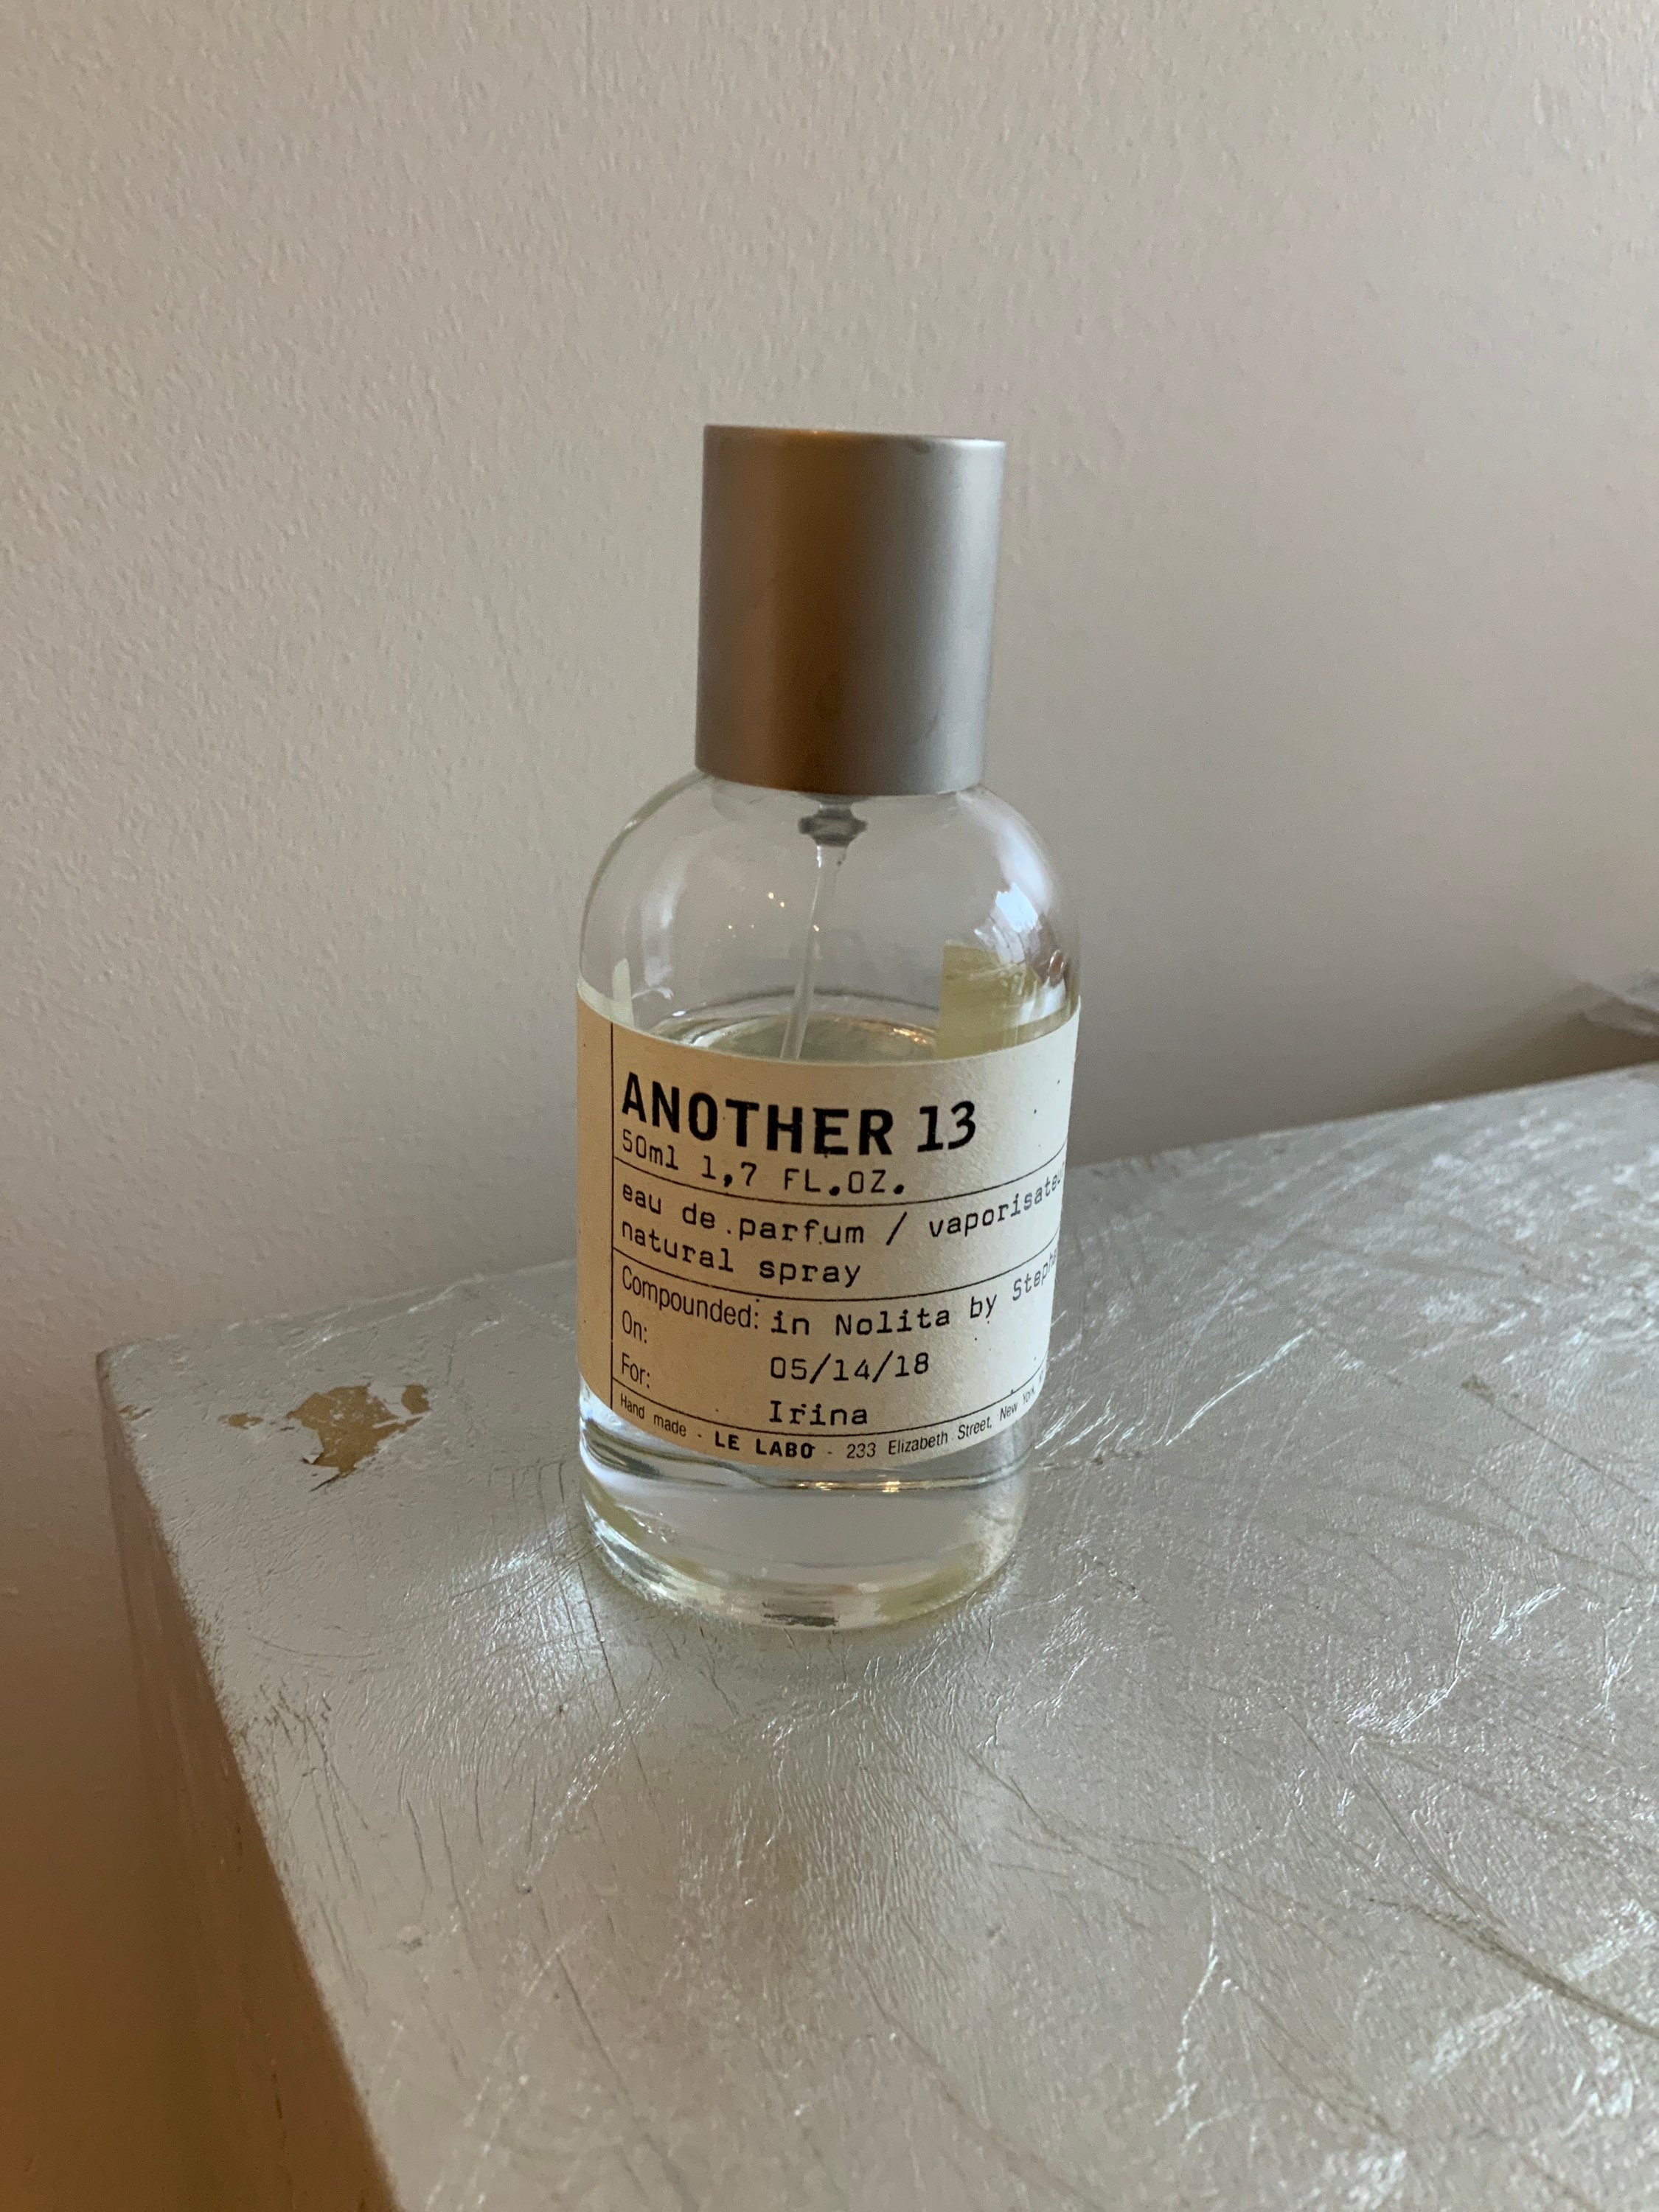 ANOTHER 13
50ml 1,7 FL.OZ.
eau de parfum /
natural spray
Compounded: in Nolita by
On: 05/14/18
For: Irina
Hand made - LE LABO - 233 Elizabeth Street, New York